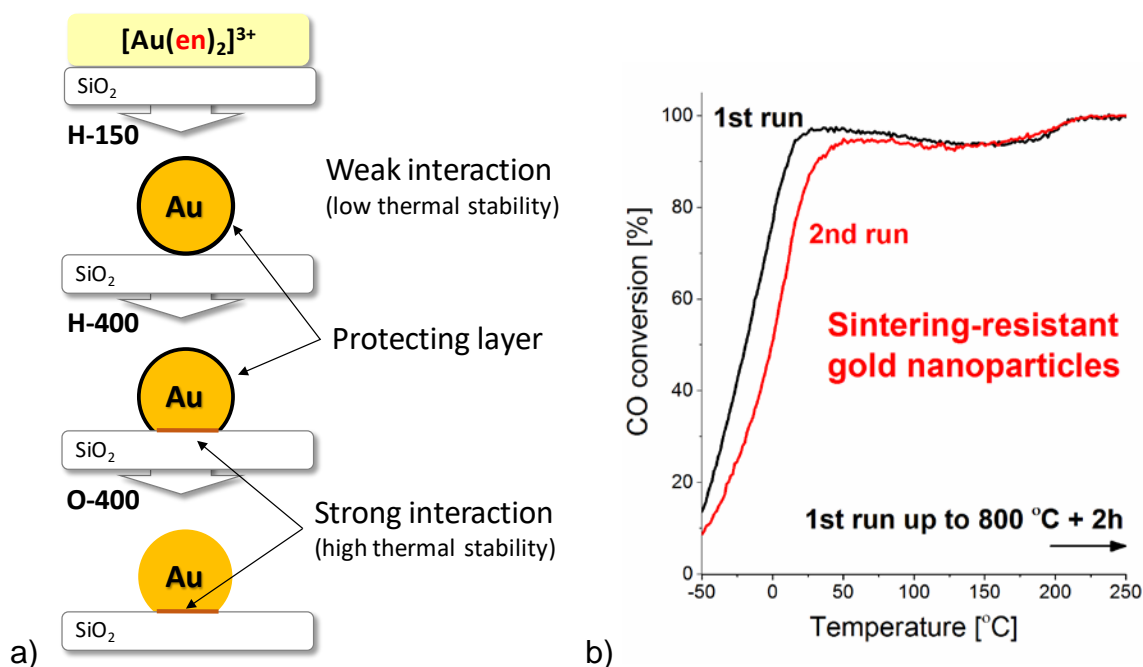 [Au(en)₂]³⁺
SiO₂
H-150
Au
Weak interaction
(low thermal stability)
SiO₂
H-400
Protecting layer
Au
SiO₂
O-400
Strong interaction
(high thermal stability)
Au
SiO₂
a)
100
80
60
40
20
0
CO conversion [%]
1st run
2nd run
Sintering-resistant
gold nanoparticles
1st run up to 800 °C + 2h
-50
0
50
100
150
200
250
Temperature [°C]
b)